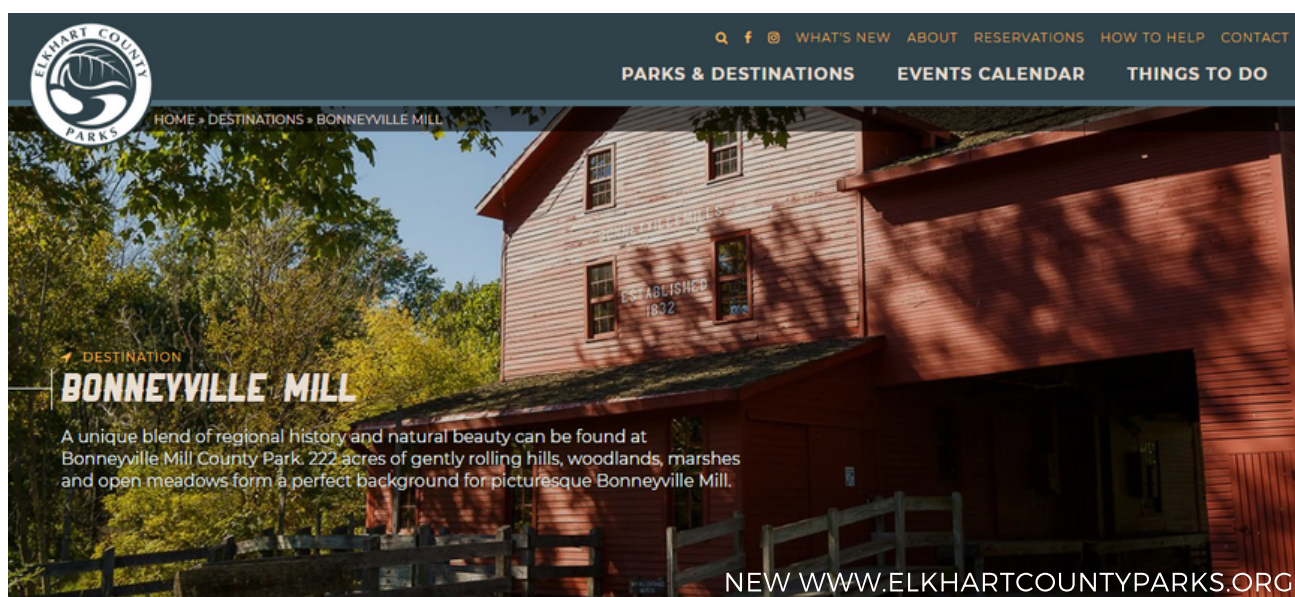 ELKHART COUNTY
PARKS
WHAT'S NEW ABOUT RESERVATIONS HOW TO HELP CONTACT
PARKS & DESTINATIONS EVENTS CALENDAR THINGS TO DO
HOME » DESTINATIONS » BONNEYVILLE MILL
BONNEYVILLE MILLS
ESTABLISHED
1832
DESTINATION
BONNEYVILLE MILL
A unique blend of regional history and natural beauty can be found at
Bonneyville Mill County Park. 222 acres of gently rolling hills, woodlands, marshes
and open meadows form a perfect background for picturesque Bonneyville Mill.
NEW WWW.ELKHARTCOUNTYPARKS.ORG